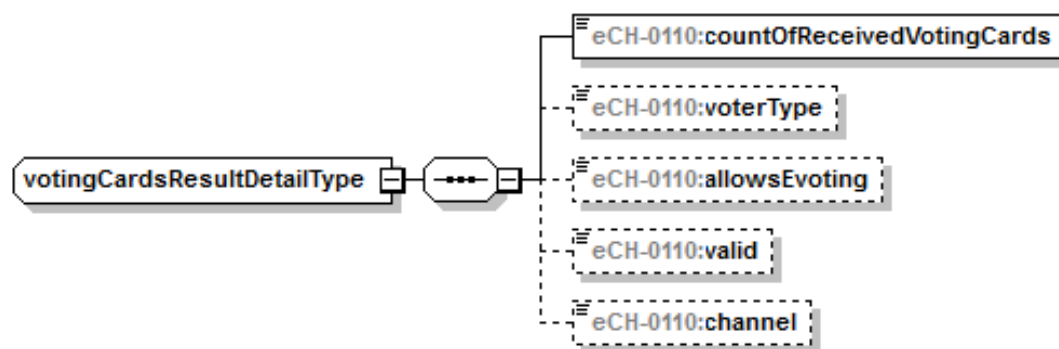 eCH-0110:countOfReceivedVotingCards
eCH-0110:voterType
votingCardsResultDetailType
eCH-0110:allowsEvoting
eCH-0110:valid
eCH-0110:channel